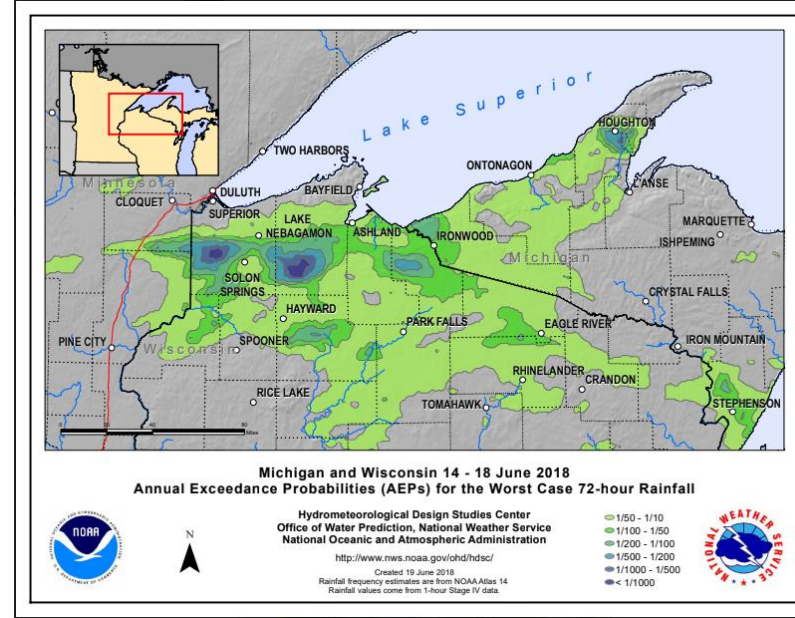 Lake Superior
HOUGHTON
TWO HARBORS
ONTONAGON
Minnesota
DULUTH
BAYFIELD
L'ANSE
CLOQUET
SUPERIOR
LAKE
NEBAGAMON
ASHLAND
IRONWOOD
MARQUETTE
ISHPEMING
Michigan
SOLON
SPRINGS
HAYWARD
CRYSTAL FALLS
PINE CITY
Wisconsin
SPOONER
PARK FALLS
EAGLE RIVER
IRON MOUNTAIN
RICE LAKE
RHINELANDER
CRANDON
TOMAHAWK
STEPHENSON
Michigan and Wisconsin 14 - 18 June 2018
Annual Exceedance Probabilities (AEPs) for the Worst Case 72-hour Rainfall
NOAA
N
Hydrometeorological Design Studies Center
Office of Water Prediction, National Weather Service
National Oceanic and Atmospheric Administration
http://www.nws.noaa.gov/ohd/hdsc/
Created 19 June 2018
Rainfall frequency estimates are from NOAA Atlas 14
Rainfall values come from 1-hour Stage IV data.
1/50 - 1/10
1/100 - 1/50
1/200 - 1/100
1/500 - 1/200
1/1000 - 1/500
< 1/1000
NATIONAL WEATHER SERVICE